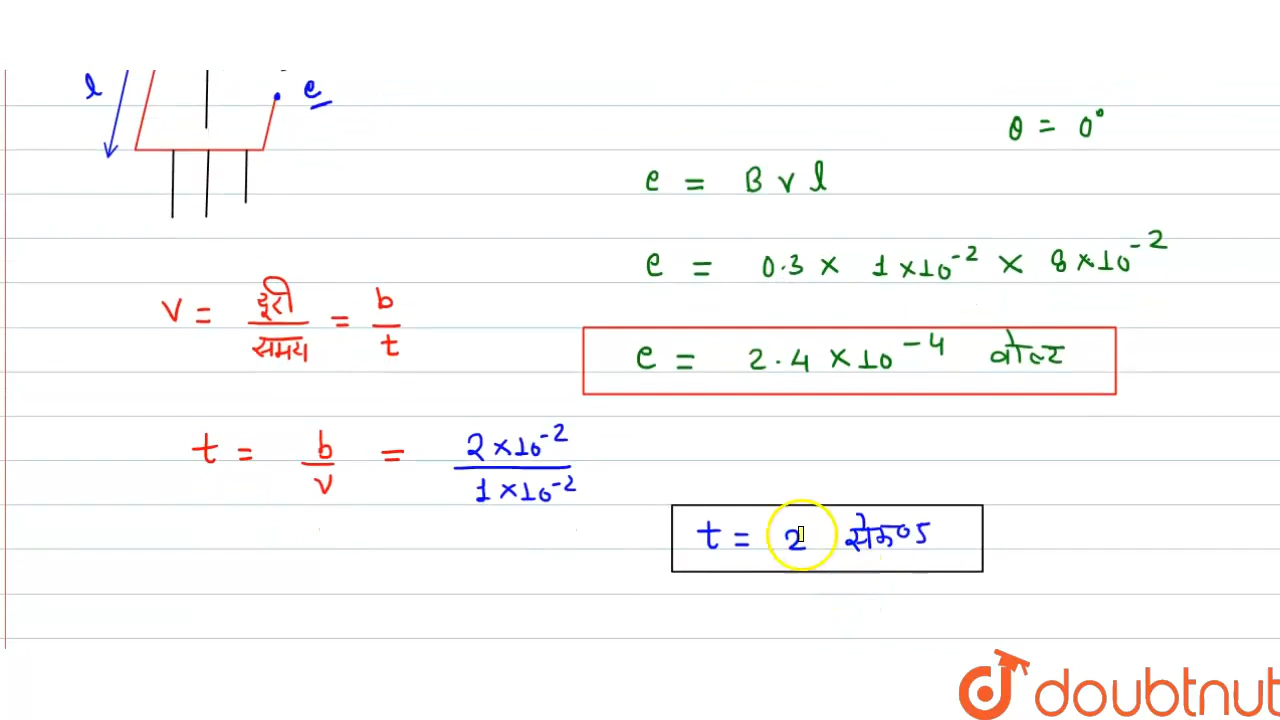 l
e
θ = 0°
e = B v l
e = 0.3 × 1 × 10⁻² × 8 × 10⁻²
v = दूरी / समय = b / t
e = 2.4 × 10⁻⁴ वोल्ट
t = b / v = 2 × 10⁻² / 1 × 10⁻²
t = 2 सेकण्ड
doubtnut